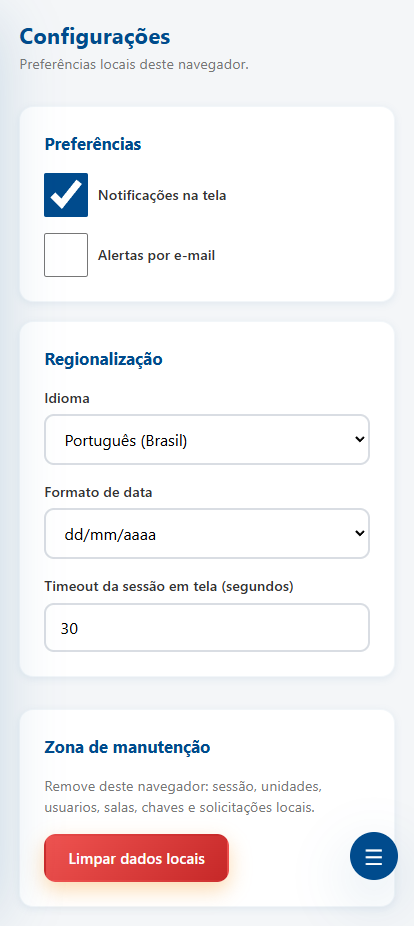 Configurações
Preferências locais deste navegador.
Preferências
Notificações na tela
Alertas por e-mail
Regionalização
Idioma
Português (Brasil)
Formato de data
dd/mm/aaaa
Timeout da sessão em tela (segundos)
30
Zona de manutenção
Remove deste navegador: sessão, unidades,
usuarios, salas, chaves e solicitações locais.
Limpar dados locais